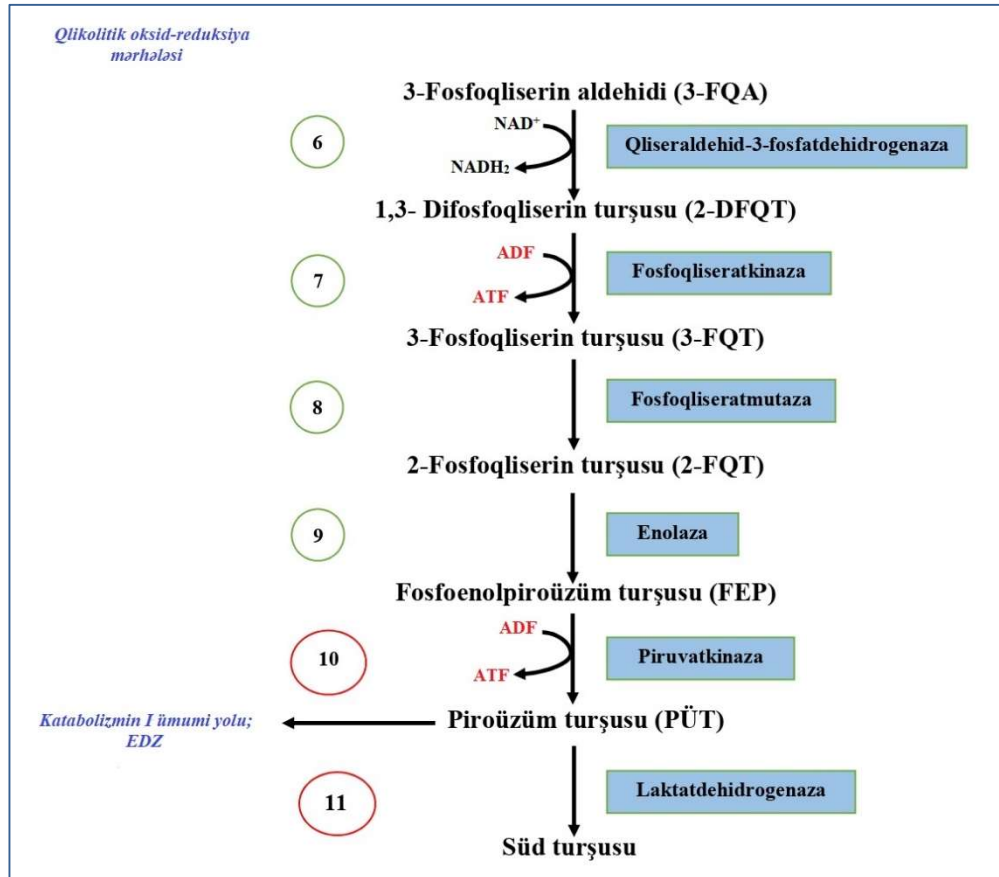 Qlikolitik oksid-reduksiya
mərhələsi
3-Fosfoqliserin aldehidi (3-FQA)
6
NAD⁺
NADH₂
Qliseraldehid-3-fosfatdehidrogenaza
1,3- Difosfoqliserin turşusu (2-DFQT)
7
ADF
ATF
Fosfoqliseratkinaza
3-Fosfoqliserin turşusu (3-FQT)
8
Fosfoqliseratmutaza
2-Fosfoqliserin turşusu (2-FQT)
9
Enolaza
Fosfoenolpiroüzüm turşusu (FEP)
10
ADF
ATF
Piruvatkinaza
Piroüzüm turşusu (PÜT)
Katabolizmin I ümumi yolu;
EDZ
11
Laktatdehidrogenaza
Süd turşusu